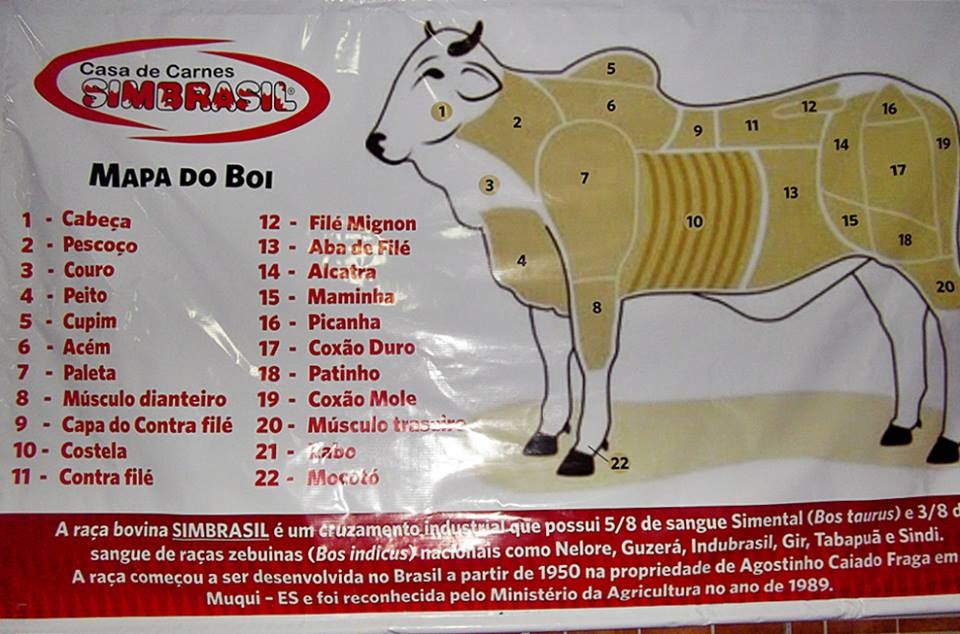 Casa de Carnes
SIMBRASIL®
MAPA DO BOI
1 - Cabeça
2 - Pescoço
3 - Couro
4 - Peito
5 - Cupim
6 - Acém
7 - Paleta
8 - Músculo dianteiro
9 - Capa do Contra filé
10 - Costela
11 - Contra filé
12 - Filé Mignon
13 - Aba de Filé
14 - Alcatra
15 - Maminha
16 - Picanha
17 - Coxão Duro
18 - Patinho
19 - Coxão Mole
20 - Músculo traseiro
21 - Rabo
22 - Mocotó
1
2
3
4
5
6
7
8
9
10
11
12
13
14
15
16
17
18
19
20
22
A raça bovina SIMBRASIL é um cruzamento industrial que possui 5/8 de sangue Simental (Bos taurus) e 3/8 d
sangue de raças zebuinas (Bos indicus) nacionais como Nelore, Guzerá, Indubrasil, Gir, Tabapuã e Sindi.
A raça começou a ser desenvolvida no Brasil a partir de 1950 na propriedade de Agostinho Caiado Fraga em
Muqui - ES e foi reconhecida pelo Ministério da Agricultura no ano de 1989.